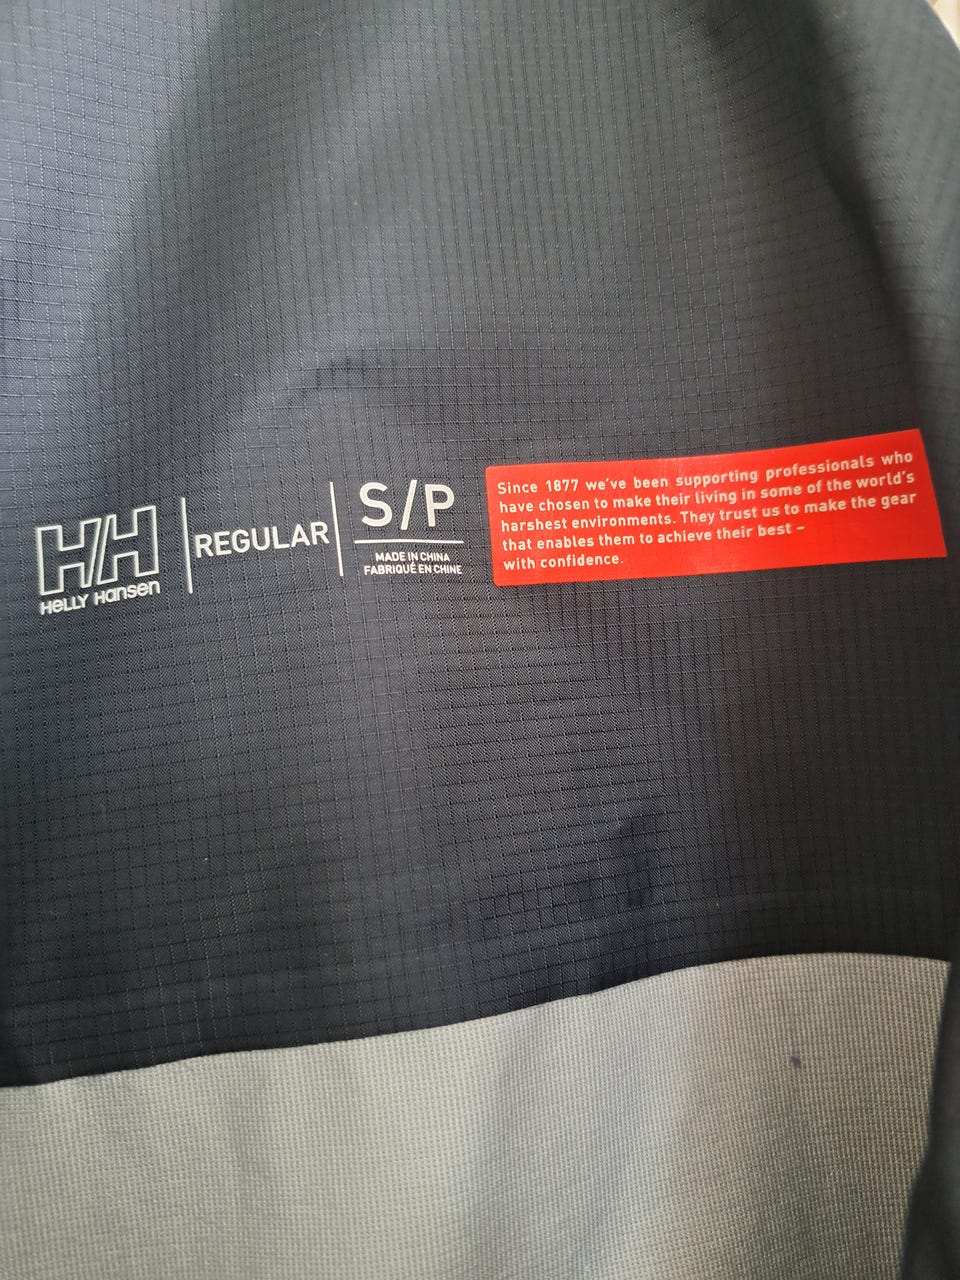 HH
HELLY HANSEN
REGULAR
S/P
MADE IN CHINA
FABRIQUÉ EN CHINE
Since 1877 we've been supporting professionals who
have chosen to make their living in some of the world's
harshest environments. They trust us to make the gear
that enables them to achieve their best –
with confidence.